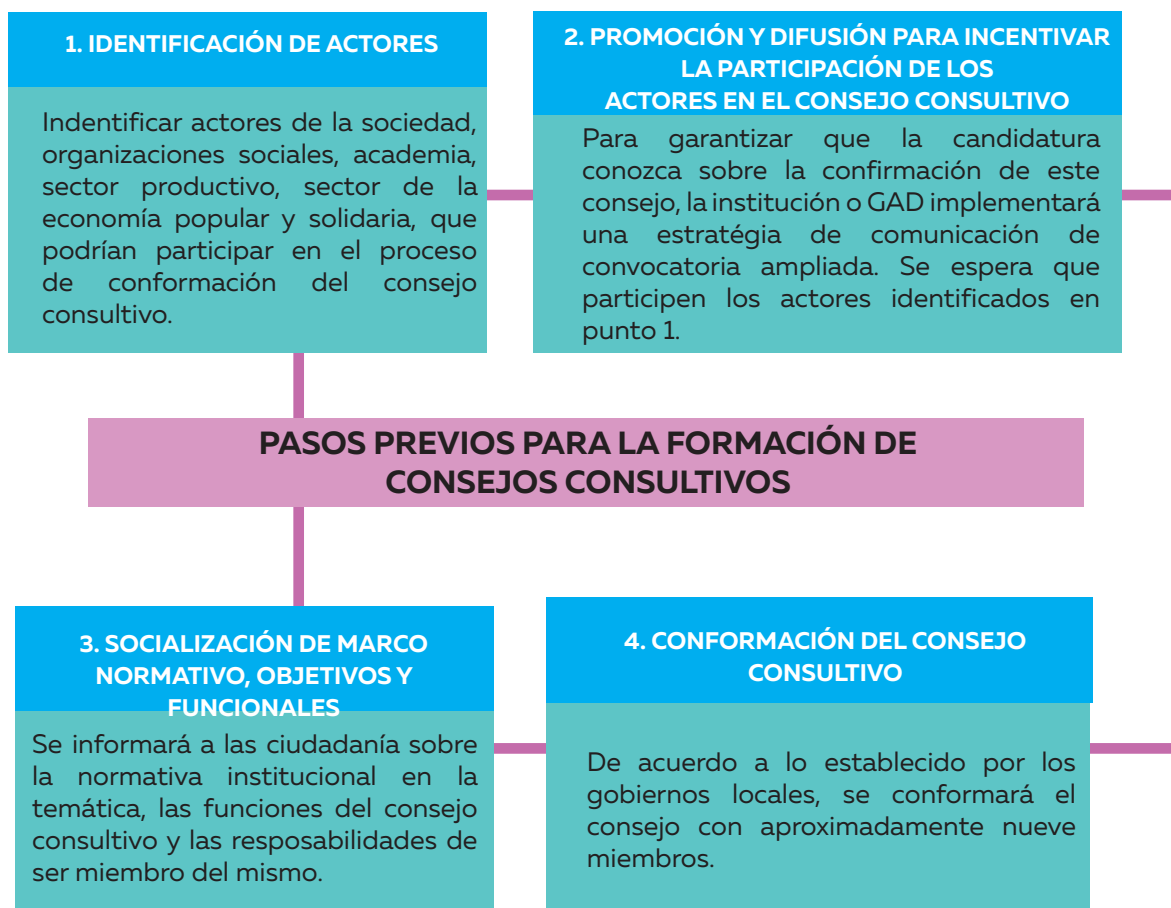 1. IDENTIFICACIÓN DE ACTORES
Indentificar actores de la sociedad,
organizaciones sociales, academia,
sector productivo, sector de la
economía popular y solidaria, que
podrían participar en el proceso
de conformación del consejo
consultivo.
2. PROMOCIÓN Y DIFUSIÓN PARA INCENTIVAR
LA PARTICIPACIÓN DE LOS
ACTORES EN EL CONSEJO CONSULTIVO
Para garantizar que la candidatura
conozca sobre la confirmación de este
consejo, la institución o GAD implementará
una estratégia de comunicación de
convocatoria ampliada. Se espera que
participen los actores identificados en
punto 1.
PASOS PREVIOS PARA LA FORMACIÓN DE
CONSEJOS CONSULTIVOS
3. SOCIALIZACIÓN DE MARCO
NORMATIVO, OBJETIVOS Y
FUNCIONALES
Se informará a las ciudadanía sobre
la normativa institucional en la
temática, las funciones del consejo
consultivo y las resposabilidades de
ser miembro del mismo.
4. CONFORMACIÓN DEL CONSEJO
CONSULTIVO
De acuerdo a lo establecido por los
gobiernos locales, se conformará el
consejo con aproximadamente nueve
miembros.